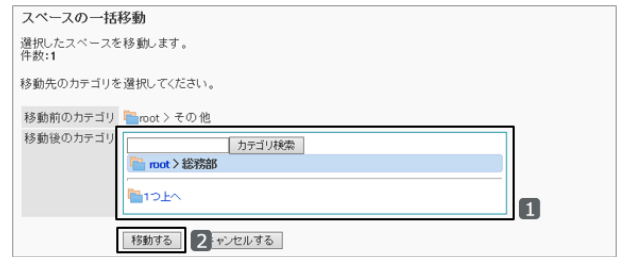 スペースの一括移動
選択したスペースを移動します。
件数:1
移動先のカテゴリを選択してください。
移動前のカテゴリ root > その他
移動後のカテゴリ
カテゴリ検索
root > 総務部
1つ上へ
1
移動する 2 ャンセルする